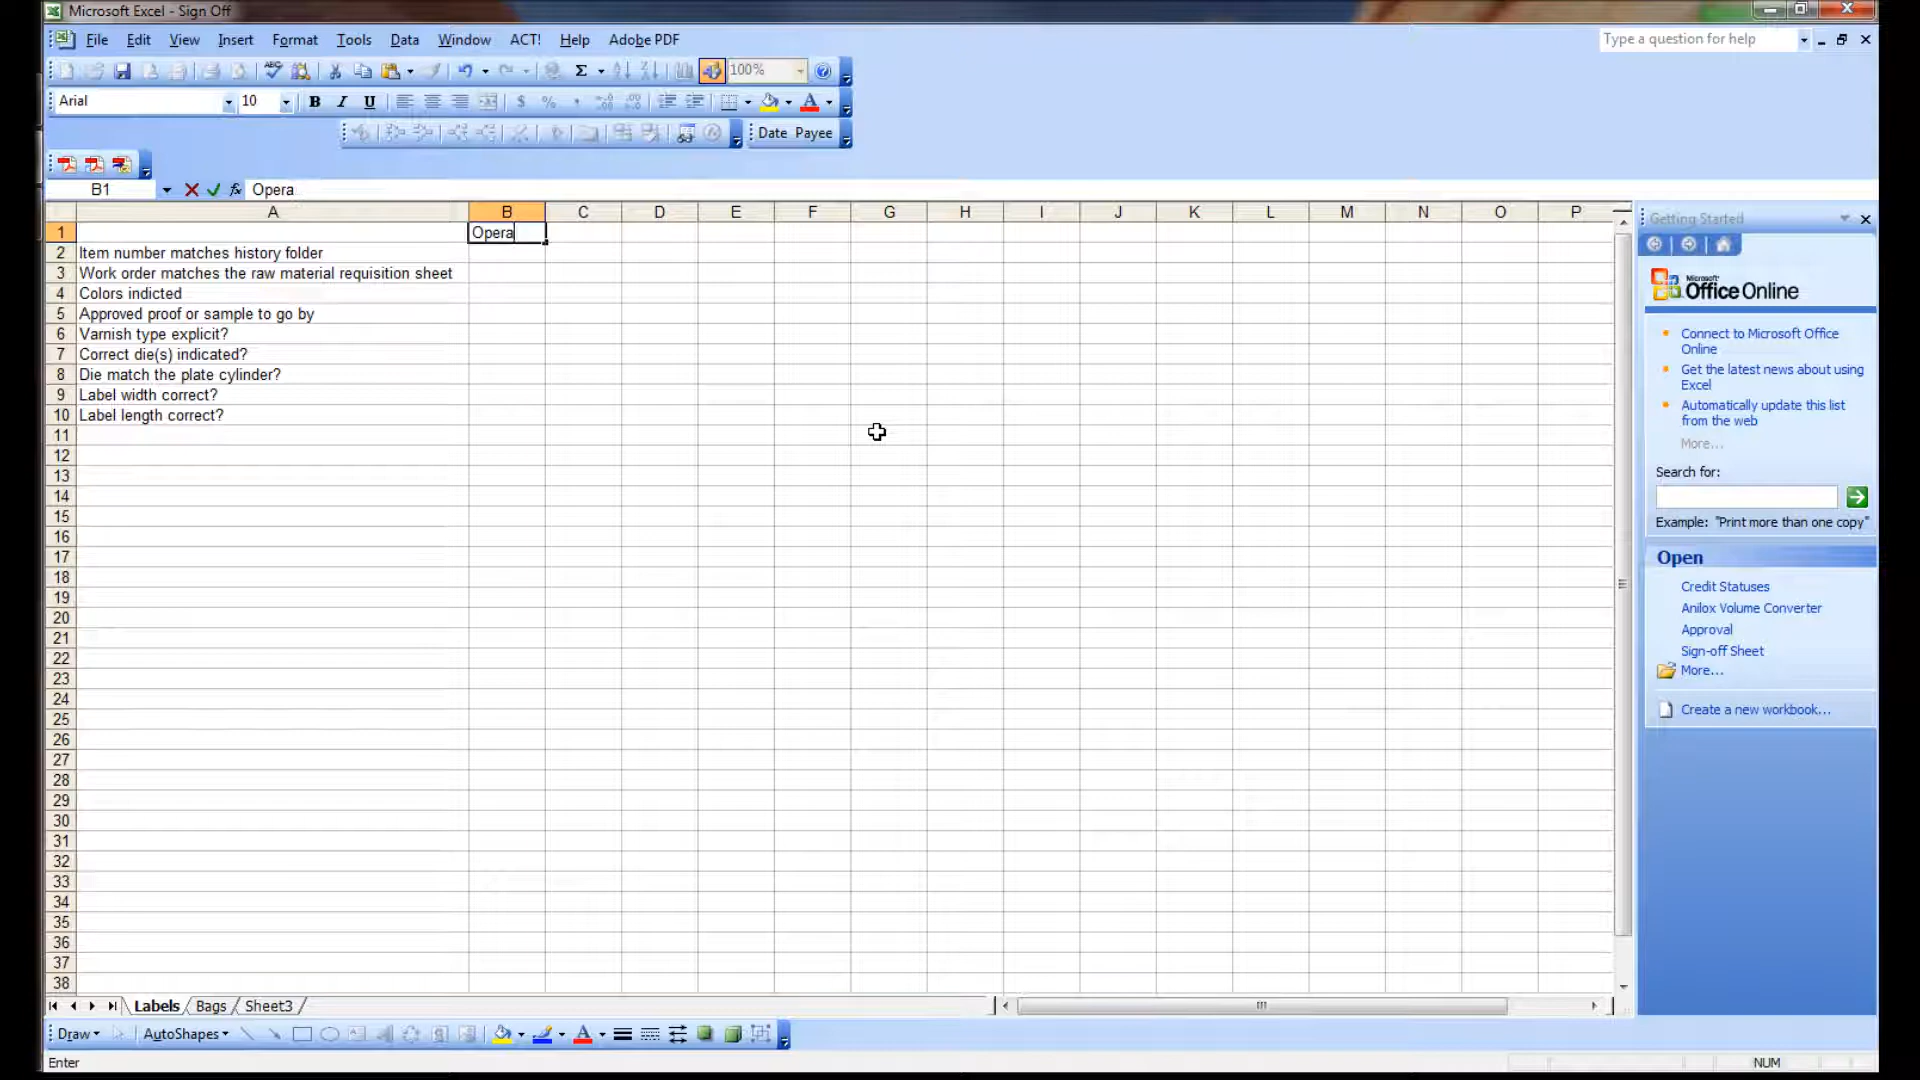 Microsoft Excel - Sign Off
File Edit View Insert Format Tools Data Window ACT! Help Adobe PDF
Type a question for help
100%
Arial 10 B I U $ % ,
Date Payee
B1 fx Opera
A B C D E F G H I J K L M N O P
1 Opera
2 Item number matches history folder
3 Work order matches the raw material requisition sheet
4 Colors indicted
5 Approved proof or sample to go by
6 Varnish type explicit?
7 Correct die(s) indicated?
8 Die match the plate cylinder?
9 Label width correct?
10 Label length correct?
11
12
13
14
15
16
17
18
19
20
21
22
23
24
25
26
27
28
29
30
31
32
33
34
35
36
37
38
Getting Started
Microsoft
Office Online
Connect to Microsoft Office
Online
Get the latest news about using
Excel
Automatically update this list
from the web
More...
Search for:
Example: "Print more than one copy"
Open
Credit Statuses
Anilox Volume Converter
Approval
Sign-off Sheet
More...
Create a new workbook...
Labels Bags Sheet3
Draw AutoShapes
Enter NUM